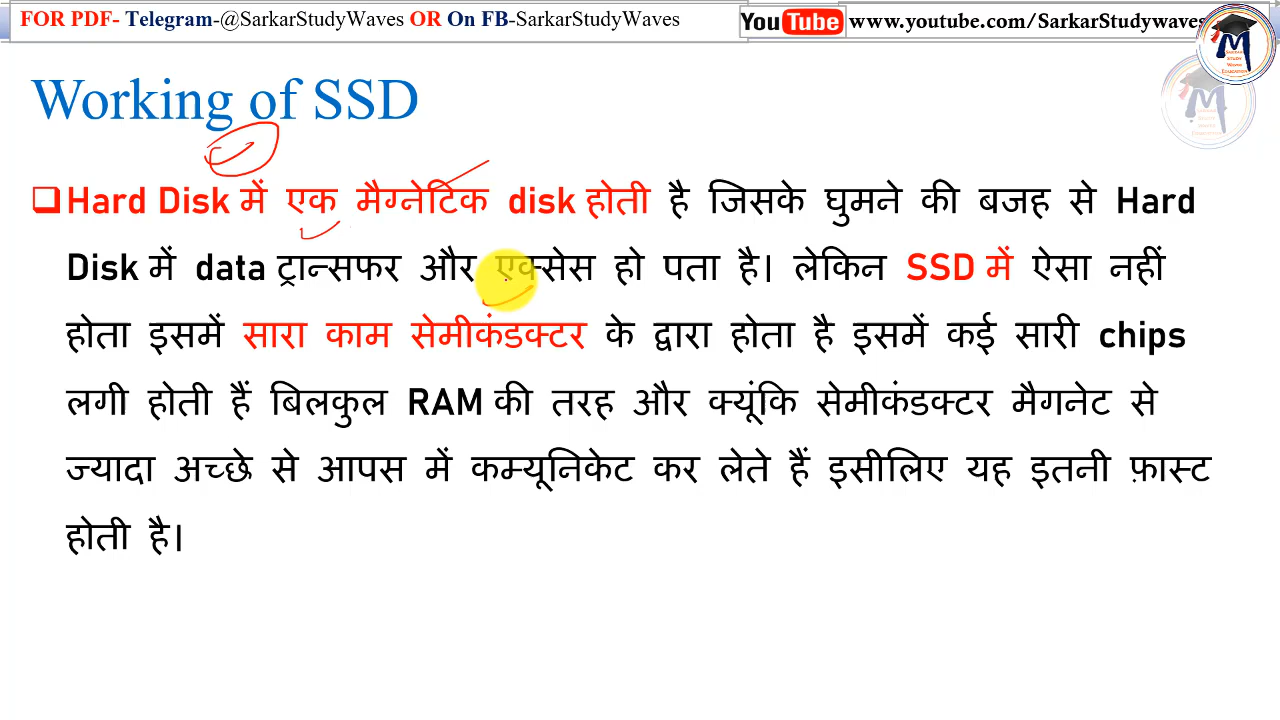 FOR PDF- Telegram-@SarkarStudyWaves OR On FB-SarkarStudyWaves
YouTube www.youtube.com/SarkarStudywaves
Working of SSD
Hard Disk में एक मैग्नेटिक disk होती है जिसके घुमने की बजह से Hard
Disk में data ट्रान्सफर और एक्सेस हो पता है। लेकिन SSD में ऐसा नहीं
होता इसमें सारा काम सेमीकंडक्टर के द्वारा होता है इसमें कई सारी chips
लगी होती हैं बिलकुल RAM की तरह और क्यूंकि सेमीकंडक्टर मैगनेट से
ज्यादा अच्छे से आपस में कम्यूनिकेट कर लेते हैं इसीलिए यह इतनी फ़ास्ट
होती है।